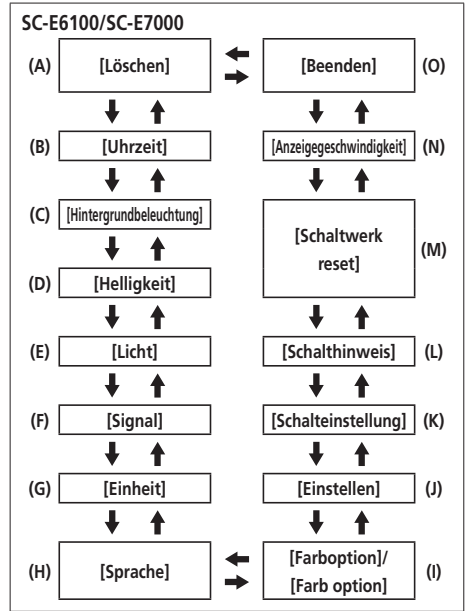 SC-E6100/SC-E7000
(A) [Löschen] [Beenden] (O)
(B) [Uhrzeit] [Anzeigegeschwindigkeit] (N)
(C) [Hintergrundbeleuchtung]
[Schaltwerk
reset] (M)
(D) [Helligkeit]
(E) [Licht] [Schalthinweis] (L)
(F) [Signal] [Schalteinstellung] (K)
(G) [Einheit] [Einstellen] (J)
(H) [Sprache] [Farboption]/
[Farb option] (I)